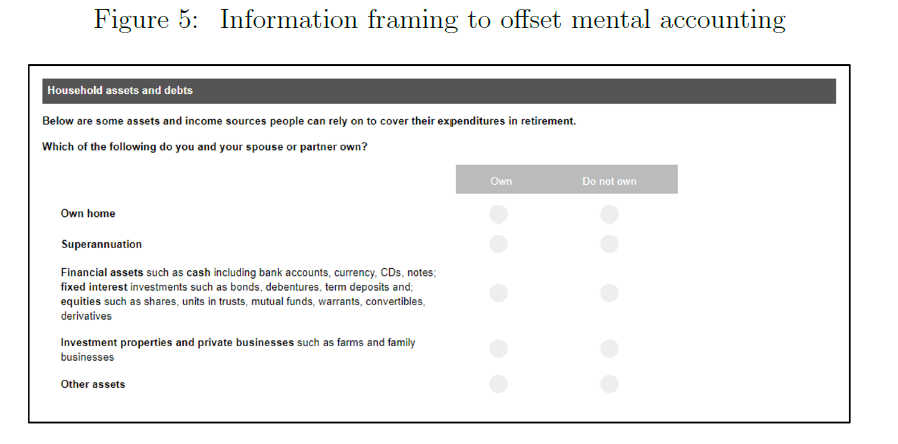 Figure 5: Information framing to offset mental accounting
Household assets and debts
Below are some assets and income sources people can rely on to cover their expenditures in retirement.
Which of the following do you and your spouse or partner own?
Own Do not own
Own home
Superannuation
Financial assets such as cash including bank accounts, currency, CDs, notes;
fixed interest investments such as bonds, debentures, term deposits and;
equities such as shares, units in trusts, mutual funds, warrants, convertibles,
derivatives
Investment properties and private businesses such as farms and family
businesses
Other assets